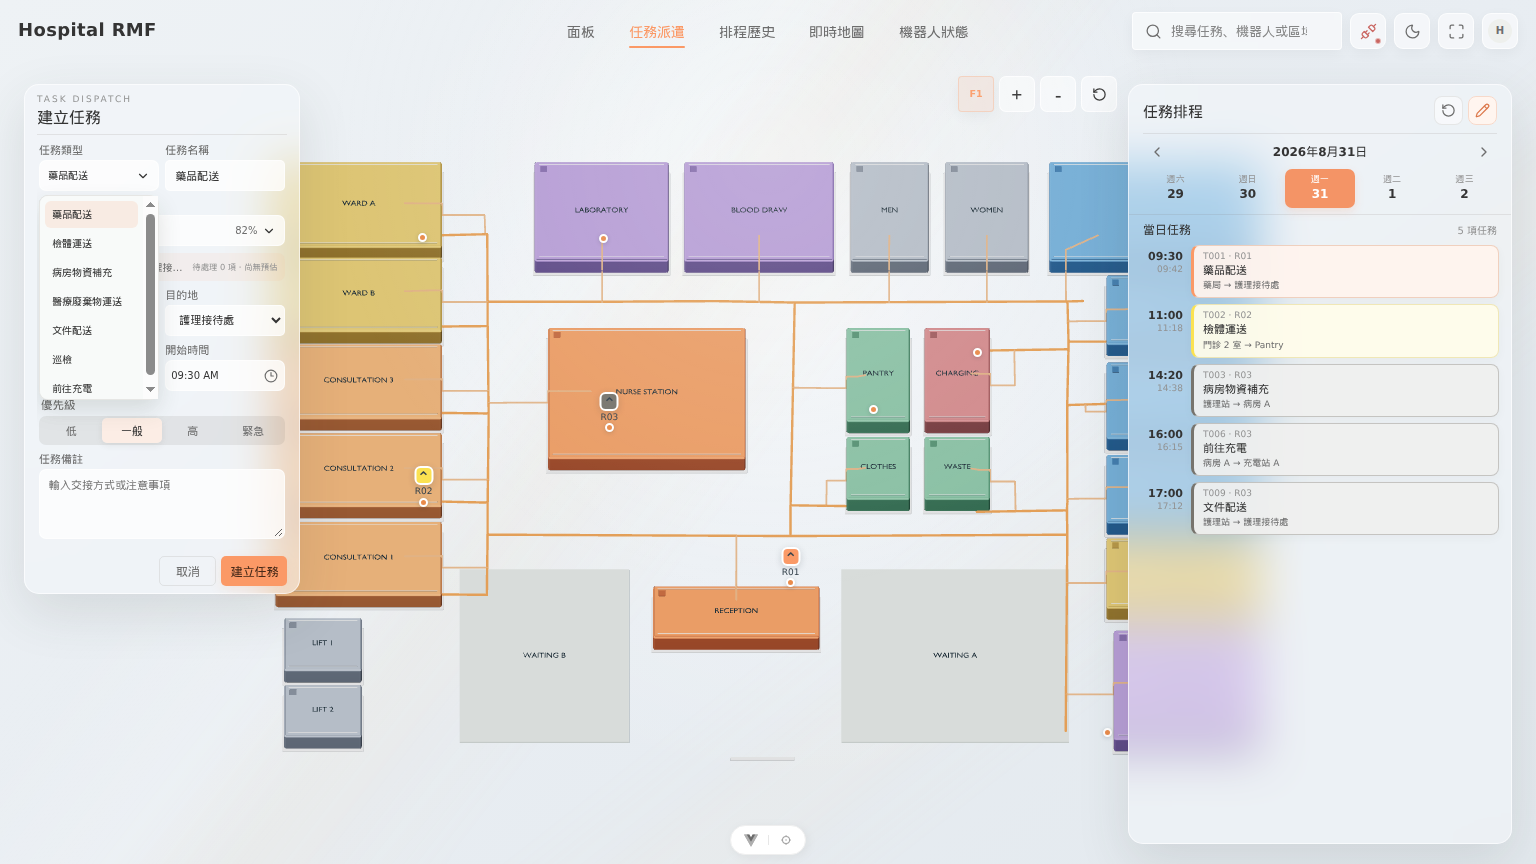 Hospital RMF
面板
任務派遣
排程歷史
即時地圖
機器人狀態
搜尋任務、機器人或區
H
TASK DISPATCH
建立任務
任務類型
任務名稱
藥品配送
藥品配送
藥品配送
檢體運送
病房物資補充
醫療廢棄物運送
文件配送
巡檢
前往充電
82%
待處理 0 項 · 尚無預估
目的地
護理接待處
開始時間
09:30 AM
優先級
低
一般
高
緊急
任務備註
輸入交接方式或注意事項
取消
建立任務
F1
+
-
WARD A
WARD B
CONSULTATION 3
CONSULTATION 2
CONSULTATION 1
LIFT 1
LIFT 2
LABORATORY
BLOOD DRAW
MEN
WOMEN
NURSE STATION
R03
R02
PANTRY
CHARGING
CLOTHES
WASTE
R01
RECEPTION
WAITING B
WAITING A
任務排程
2026年8月31日
週六
29
週日
30
週一
31
週二
1
週三
2
當日任務
5 項任務
09:30
09:42
T001 · R01
藥品配送
藥局 → 護理接待處
11:00
11:18
T002 · R02
檢體運送
門診 2 室 → Pantry
14:20
14:38
T003 · R03
病房物資補充
護理站 → 病房 A
16:00
16:15
T006 · R03
前往充電
病房 A → 充電站 A
17:00
17:12
T009 · R03
文件配送
護理站 → 護理接待處